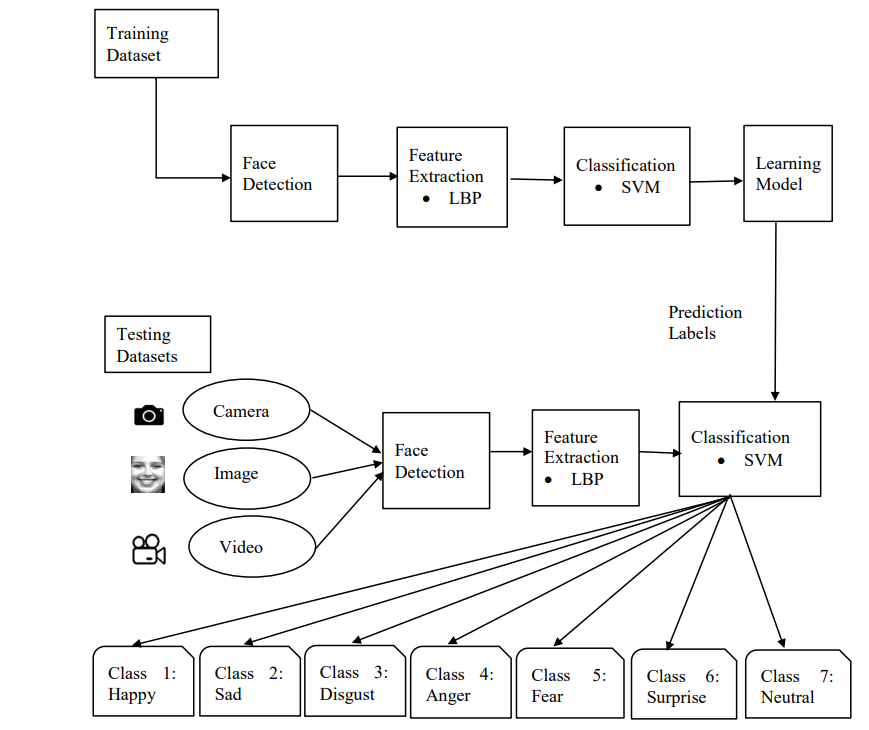 Training
Dataset
Face
Detection
Feature
Extraction
• LBP
Classification
• SVM
Learning
Model
Prediction
Labels
Testing
Datasets
Camera
Image
Video
Face
Detection
Feature
Extraction
• LBP
Classification
• SVM
Class 1:
Happy
Class 2:
Sad
Class 3:
Disgust
Class 4:
Anger
Class 5:
Fear
Class 6:
Surprise
Class 7:
Neutral